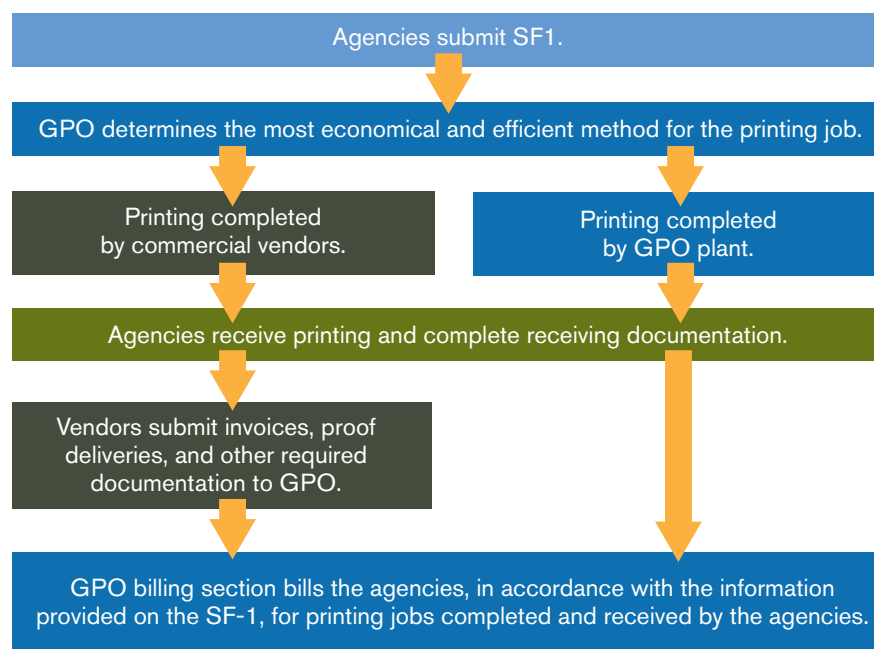 Agencies submit SF1.
GPO determines the most economical and efficient method for the printing job.
Printing completed
by commercial vendors.
Printing completed
by GPO plant.
Agencies receive printing and complete receiving documentation.
Vendors submit invoices, proof
deliveries, and other required
documentation to GPO.
GPO billing section bills the agencies, in accordance with the information
provided on the SF-1, for printing jobs completed and received by the agencies.